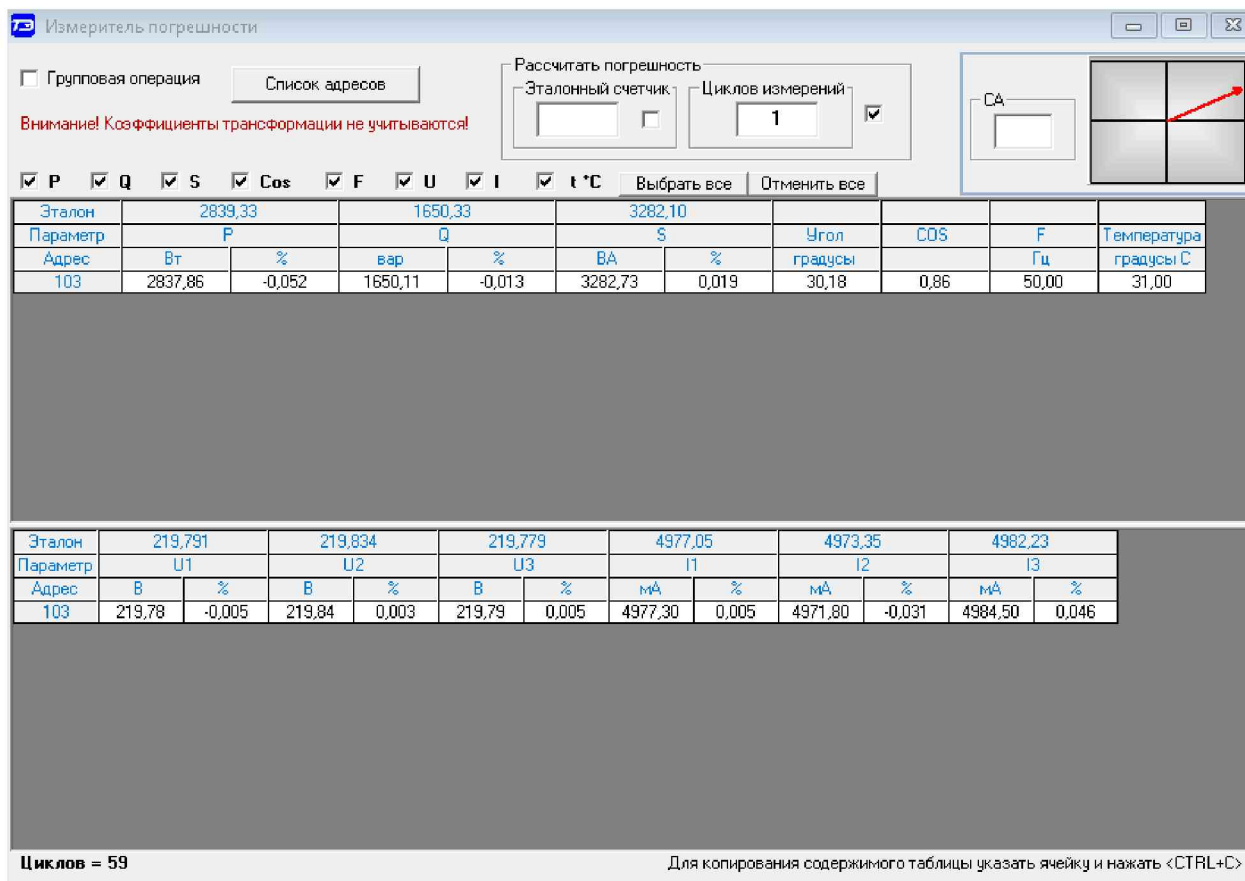 ТЭ Измеритель погрешности
Групповая операция Список адресов
Внимание! Коэффициенты трансформации не учитываются!
Рассчитать погрешность
Эталонный счетчик Циклов измерений
1
СА
P Q S Cos F U I t °C Выбрать все Отменить все
Эталон 2839,33 1650,33 3282,10
Параметр P Q S Угол COS F Температура
Адрес Вт % вар % ВА % градусы Гц градусы С
103 2837,86 -0,052 1650,11 -0,013 3282,73 0,019 30,18 0,86 50,00 31,00
Эталон 219,791 219,834 219,779 4977,05 4973,35 4982,23
Параметр U1 U2 U3 I1 I2 I3
Адрес В % В % В % мА % мА % мА %
103 219,78 -0,005 219,84 0,003 219,79 0,005 4977,30 0,005 4971,80 -0,031 4984,50 0,046
Циклов = 59 Для копирования содержимого таблицы указать ячейку и нажать <CTRL+C>